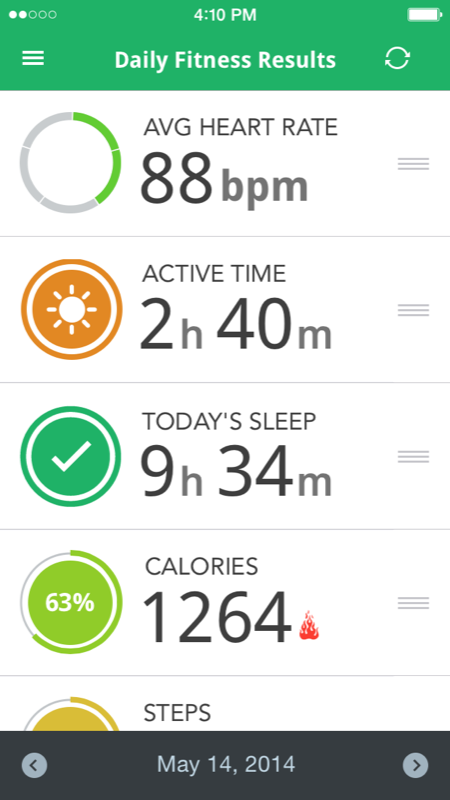 4:10 PM
Daily Fitness Results
AVG HEART RATE
88 bpm
ACTIVE TIME
2h 40m
TODAY'S SLEEP
9h 34m
CALORIES
63%
1264
STEPS
May 14, 2014